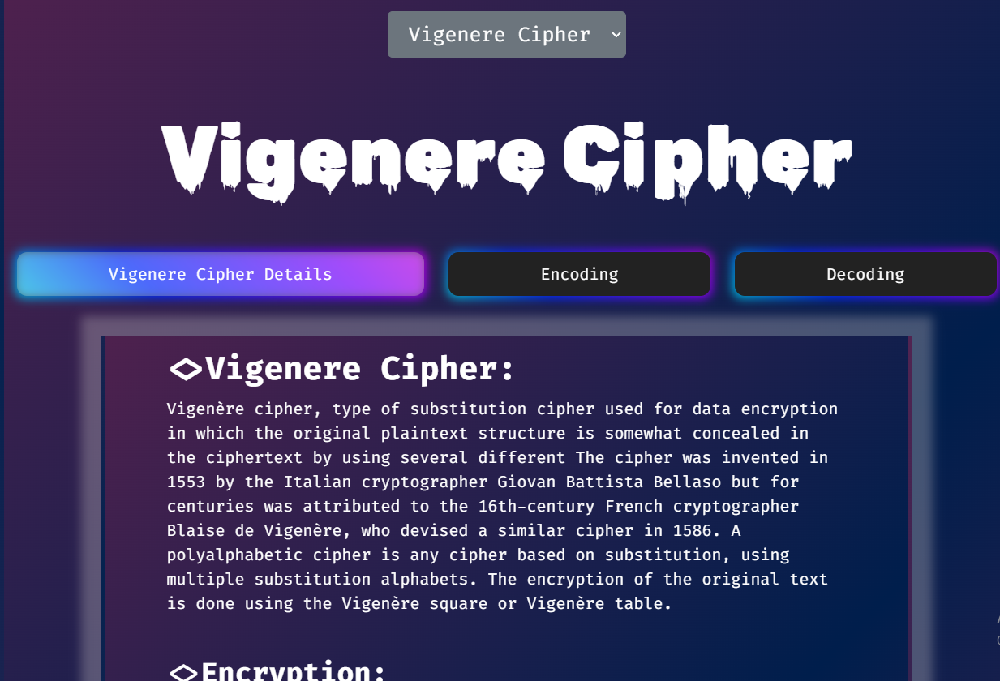 Vigenere Cipher
Vigenere Cipher
Vigenere Cipher Details
Encoding
Decoding
<>Vigenere Cipher:
Vigenère cipher, type of substitution cipher used for data encryption
in which the original plaintext structure is somewhat concealed in
the ciphertext by using several different The cipher was invented in
1553 by the Italian cryptographer Giovan Battista Bellaso but for
centuries was attributed to the 16th-century French cryptographer
Blaise de Vigenère, who devised a similar cipher in 1586. A
polyalphabetic cipher is any cipher based on substitution, using
multiple substitution alphabets. The encryption of the original text
is done using the Vigenère square or Vigenère table.
<>Encryption: